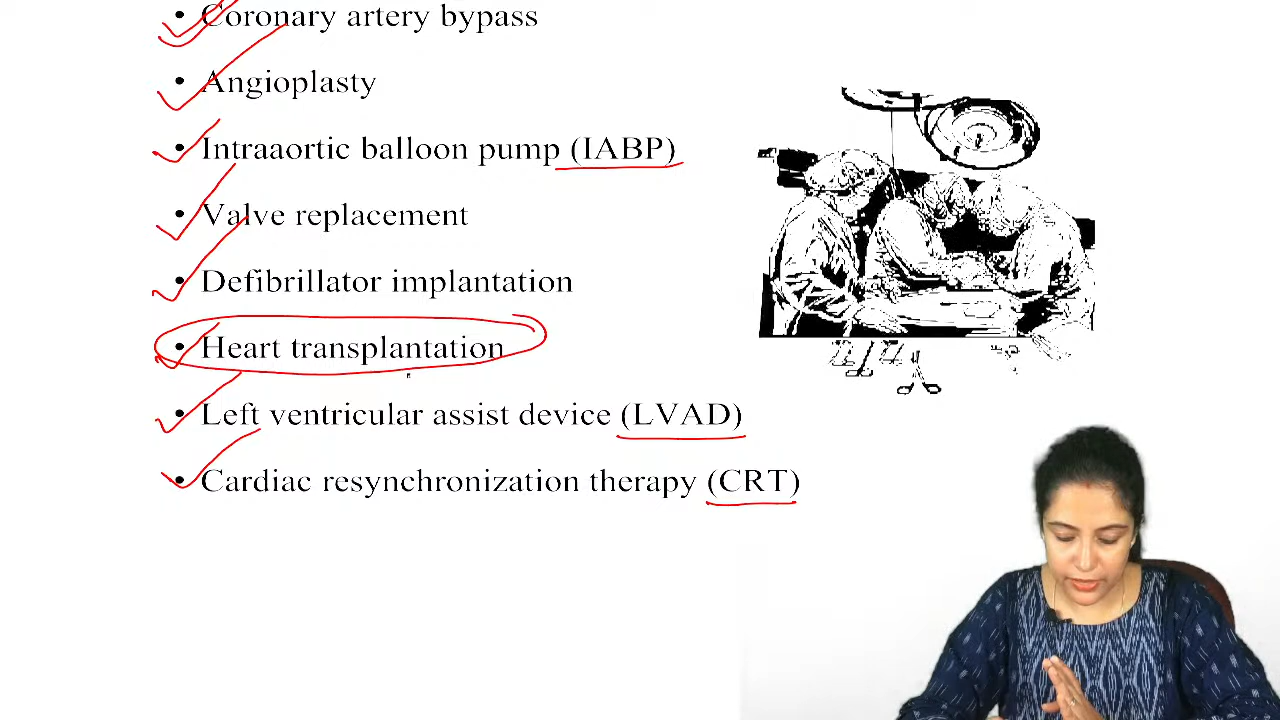 • Coronary artery bypass
• Angioplasty
• Intraaortic balloon pump (IABP)
• Valve replacement
• Defibrillator implantation
• Heart transplantation
• Left ventricular assist device (LVAD)
• Cardiac resynchronization therapy (CRT)